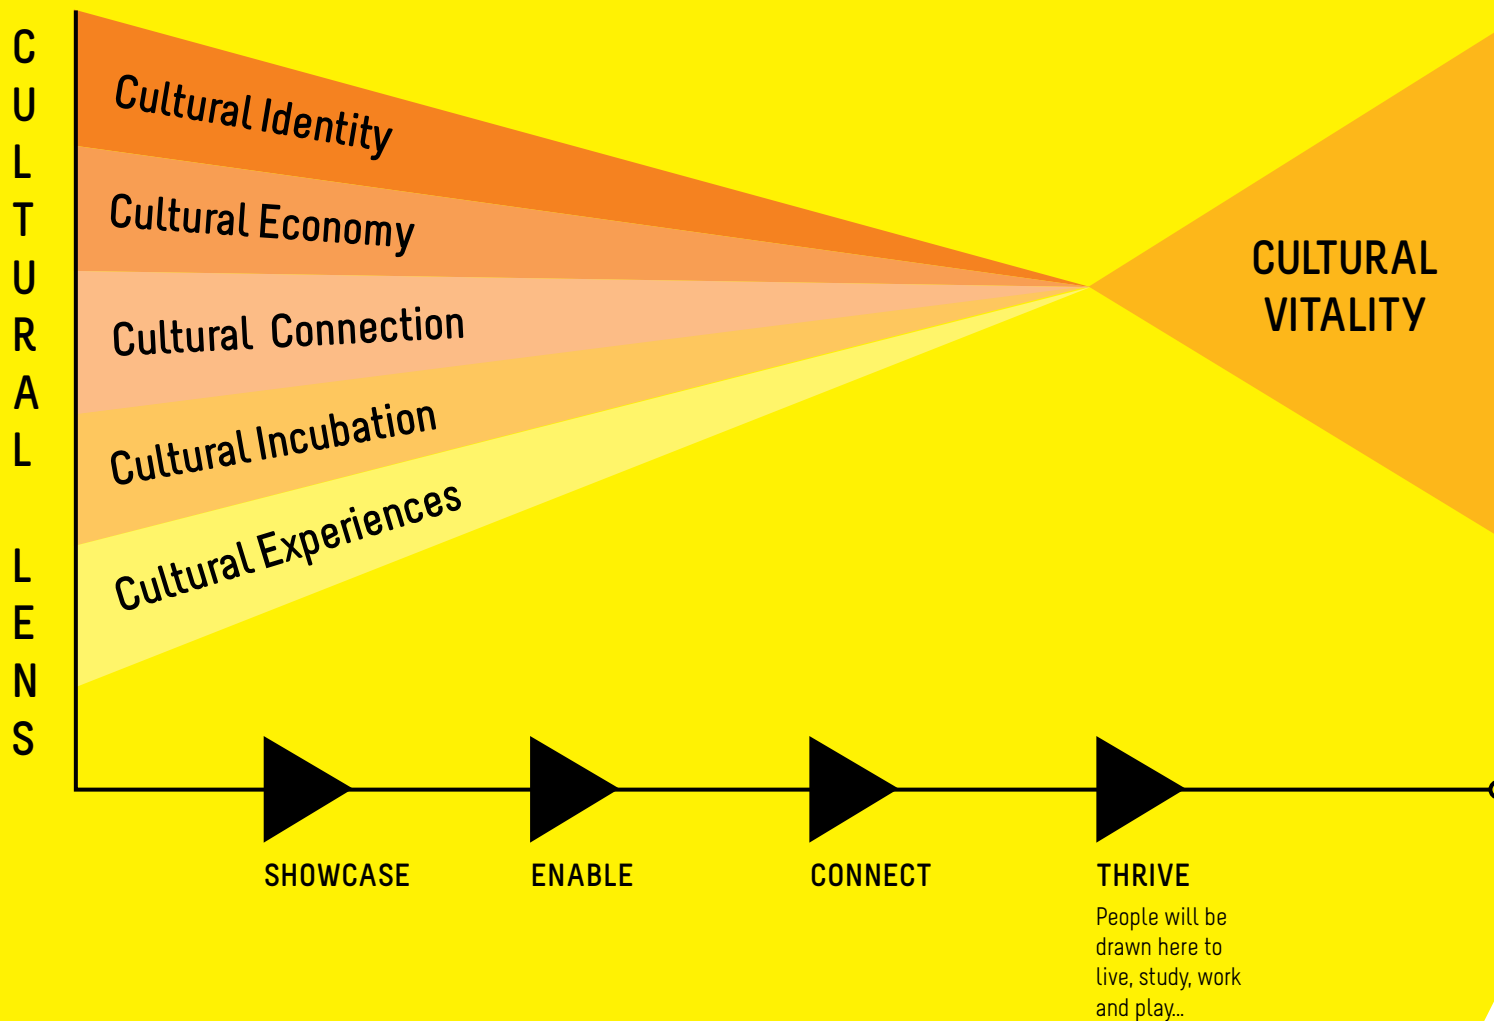 CULTURAL LENS
Cultural Identity
Cultural Economy
Cultural Connection
Cultural Incubation
Cultural Experiences
CULTURAL
VITALITY
SHOWCASE
ENABLE
CONNECT
THRIVE
People will be
drawn here to
live, study, work
and play...